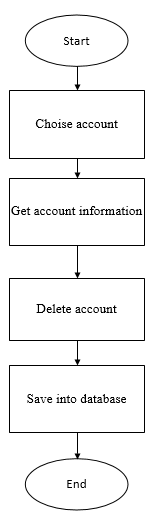 Start
Choise account
Get account information
Delete account
Save into database
End